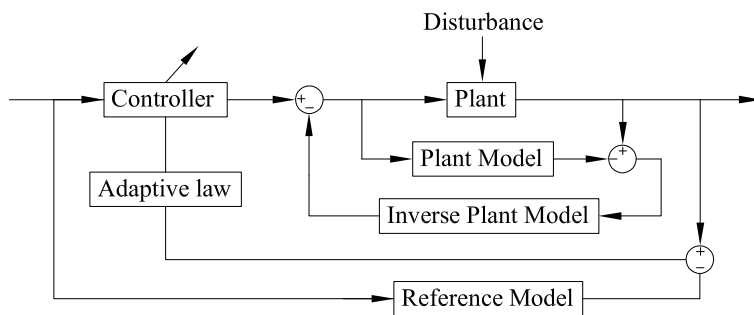 Disturbance
Controller
+
−
Plant
Plant Model
−
+
Adaptive law
Inverse Plant Model
+
−
Reference Model